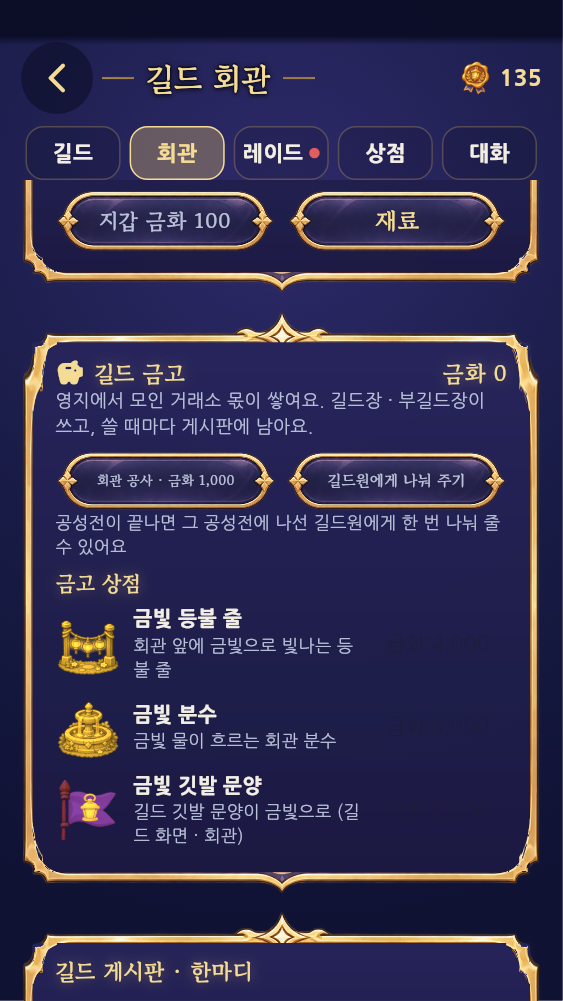 길드 회관
135
길드
회관
레이드
상점
대화
지갑 금화 100
재료
길드 금고
금화 0
영지에서 모인 거래소 몫이 쌓여요. 길드장 · 부길드장이
쓰고, 쓸 때마다 게시판에 남아요.
회관 공사 · 금화 1,000
길드원에게 나눠 주기
공성전이 끝나면 그 공성전에 나선 길드원에게 한 번 나눠 줄
수 있어요
금고 상점
금빛 등불 줄
회관 앞에 금빛으로 빛나는 등
불 줄
금빛 분수
금빛 물이 흐르는 회관 분수
금빛 깃발 문양
길드 깃발 문양이 금빛으로 (길
드 화면 · 회관)
길드 게시판 · 한마디